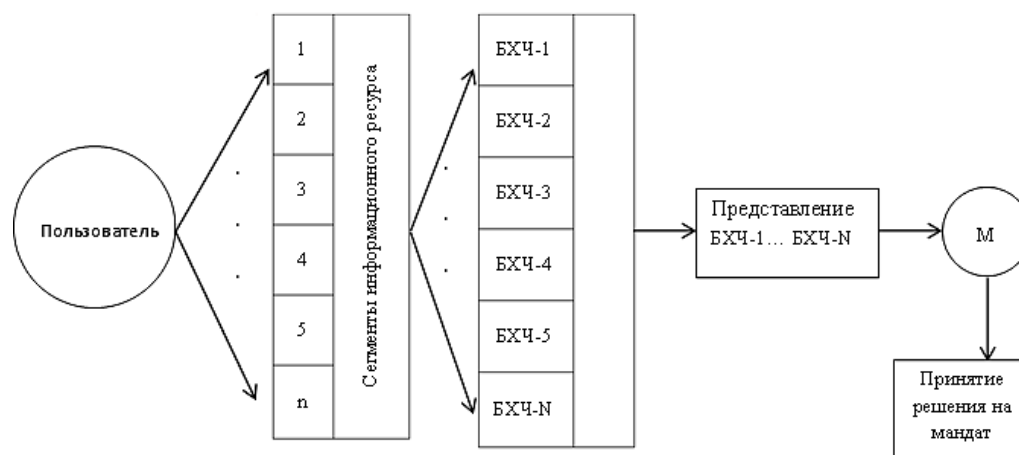 Пользователь
1
2
3
4
5
n
Сегменты информационного ресурса
БХЧ-1
БХЧ-2
БХЧ-3
БХЧ-4
БХЧ-5
БХЧ-N
Представление
БХЧ-1... БХЧ-N
М
Принятие
решения на
мандат